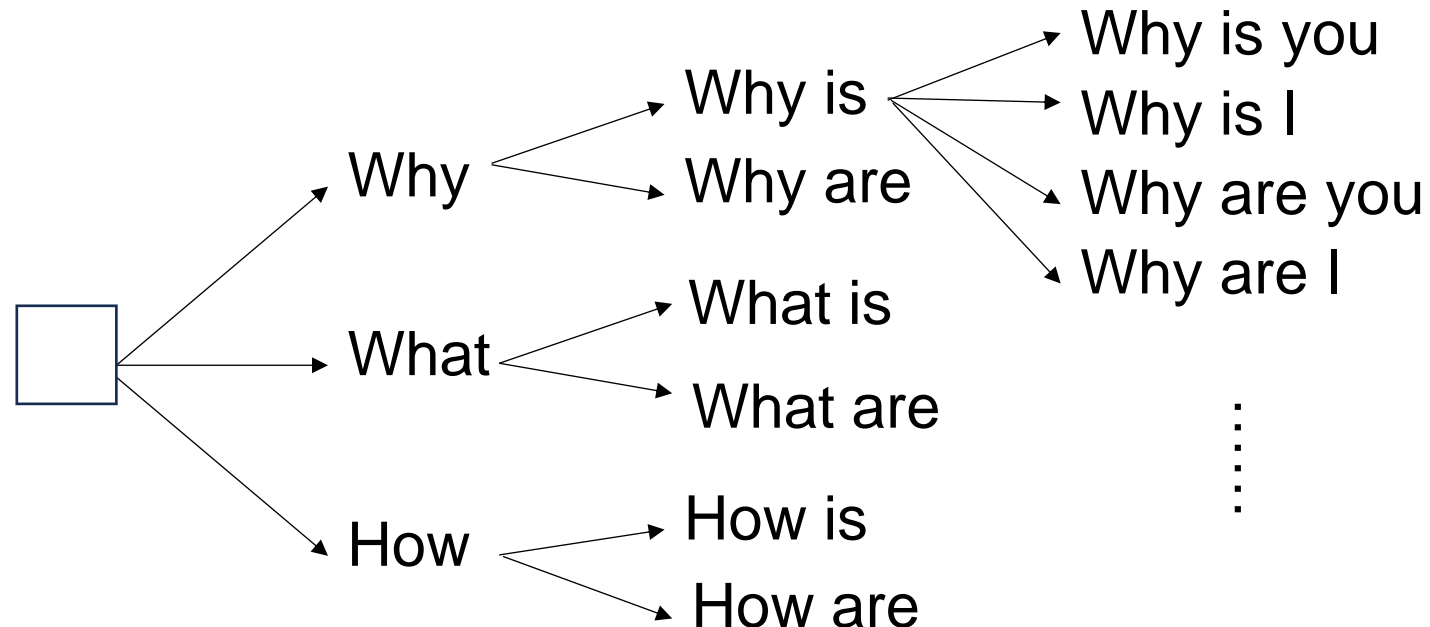 Why
What
How
Why is
Why are
What is
What are
How is
How are
Why is you
Why is I
Why are you
Why are I